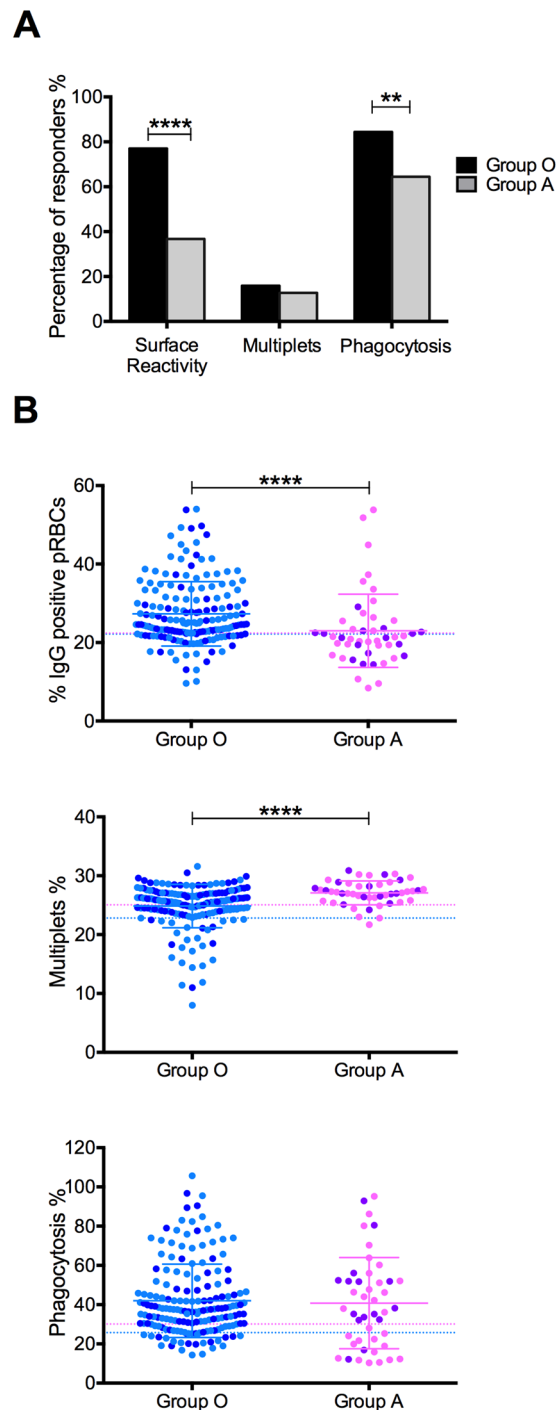 A
Percentage of responders %
100
80
60
40
20
0
****
**
Group O
Group A
Surface
Reactivity
Multiplets
Phagocytosis
B
% IgG positive pRBCs
60
40
20
0
****
Group O
Group A
Multiplets %
40
30
20
10
0
****
Group O
Group A
Phagocytosis %
120
100
80
60
40
20
0
Group O
Group A